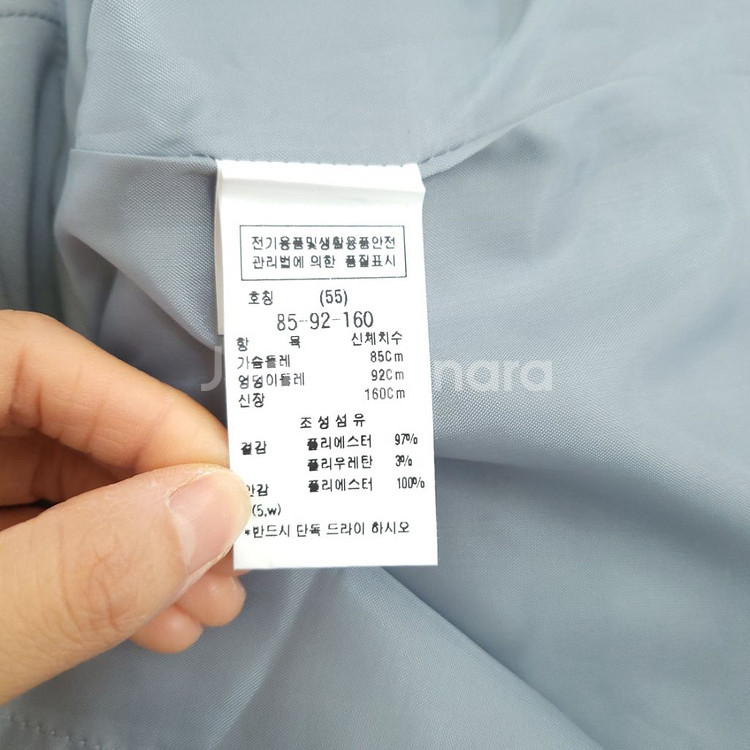 전기용품및생활용품안전
관리법에 의한 품질표시
호칭 (55)
85-92-160
항 목 신체치수
가슴둘레 85Cm
엉덩이둘레 92Cm
신장 160Cm
조성섬유
겉감 폴리에스터 97%
폴리우레탄 3%
안감 폴리에스터 100%
(5,w)
*반드시 단독 드라이 하시오
nara